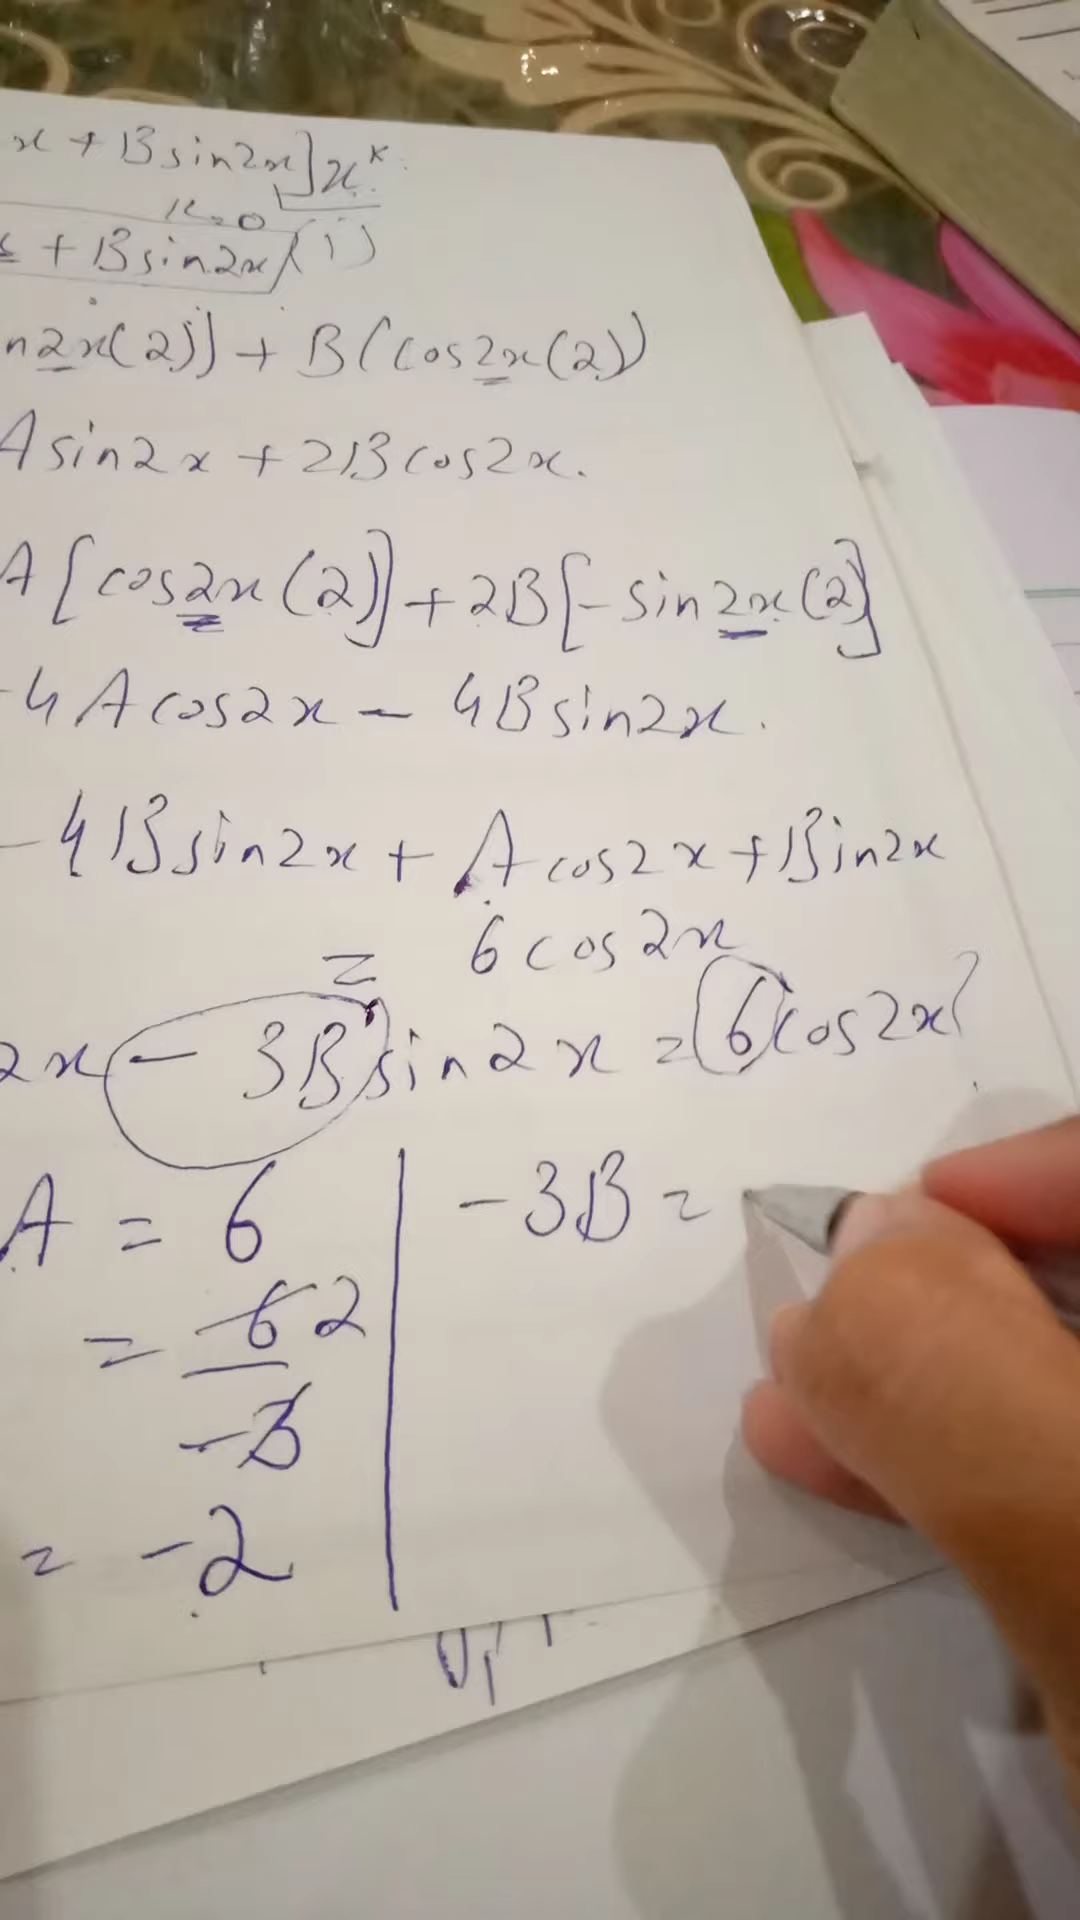 x + B sin2x] x^k
k=0
+ B sin2x (1)
n2x(2)) + B(cos2x(2))
A sin2x + 2B cos2x.
A [cos2x (2)] + 2B [- sin2x (2)]
-4A cos2x - 4B sin2x.
-4B sin2x + A cos2x + B sin2x
= 6 cos2x
2x - 3B sin2x = 6 cos2x
A = 6
= 6 2
-3
= -2
-3B =